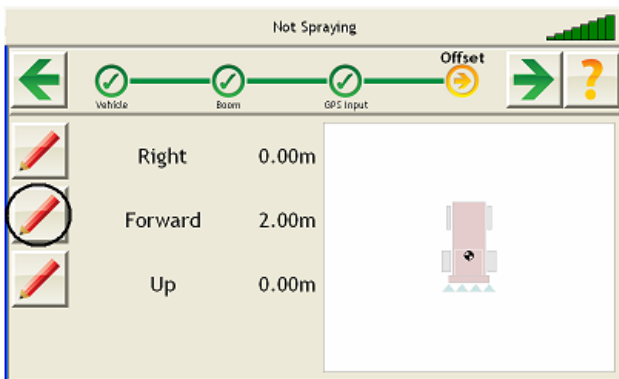 Not Spraying
Offset
Vehicle Boom GPS input
?
Right 0.00m
Forward 2.00m
Up 0.00m